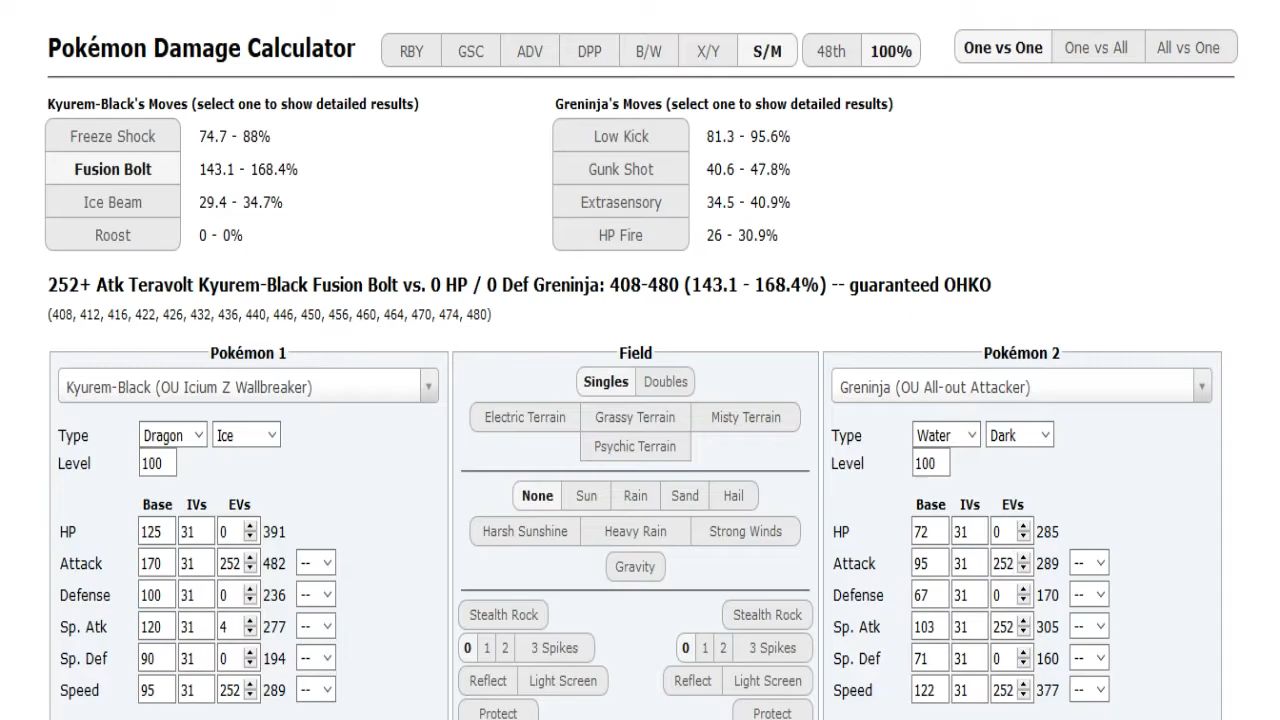 Pokémon Damage Calculator RBY GSC ADV DPP B/W X/Y S/M 48th 100% One vs One One vs All All vs One
Kyurem-Black's Moves (select one to show detailed results) Greninja's Moves (select one to show detailed results)
Freeze Shock 74.7 - 88% Low Kick 81.3 - 95.6%
Fusion Bolt 143.1 - 168.4% Gunk Shot 40.6 - 47.8%
Ice Beam 29.4 - 34.7% Extrasensory 34.5 - 40.9%
Roost 0 - 0% HP Fire 26 - 30.9%
252+ Atk Teravolt Kyurem-Black Fusion Bolt vs. 0 HP / 0 Def Greninja: 408-480 (143.1 - 168.4%) -- guaranteed OHKO
(408, 412, 416, 422, 426, 432, 436, 440, 446, 450, 456, 460, 464, 470, 474, 480)
Pokémon 1 Field Pokémon 2
Kyurem-Black (OU Icium Z Wallbreaker) Singles Doubles Greninja (OU All-out Attacker)
Electric Terrain Grassy Terrain Misty Terrain
Type Dragon Ice Psychic Terrain Type Water Dark
Level 100 Level 100
None Sun Rain Sand Hail
Base IVs EVs Base IVs EVs
HP 125 31 0 391 Harsh Sunshine Heavy Rain Strong Winds HP 72 31 0 285
Attack 170 31 252 482 -- Gravity Attack 95 31 252 289 --
Defense 100 31 0 236 -- Defense 67 31 0 170 --
Stealth Rock Stealth Rock
Sp. Atk 120 31 4 277 -- Sp. Atk 103 31 252 305 --
0 1 2 3 Spikes 0 1 2 3 Spikes
Sp. Def 90 31 0 194 -- Sp. Def 71 31 0 160 --
Speed 95 31 252 289 -- Reflect Light Screen Reflect Light Screen Speed 122 31 252 377 --
Protect Protect